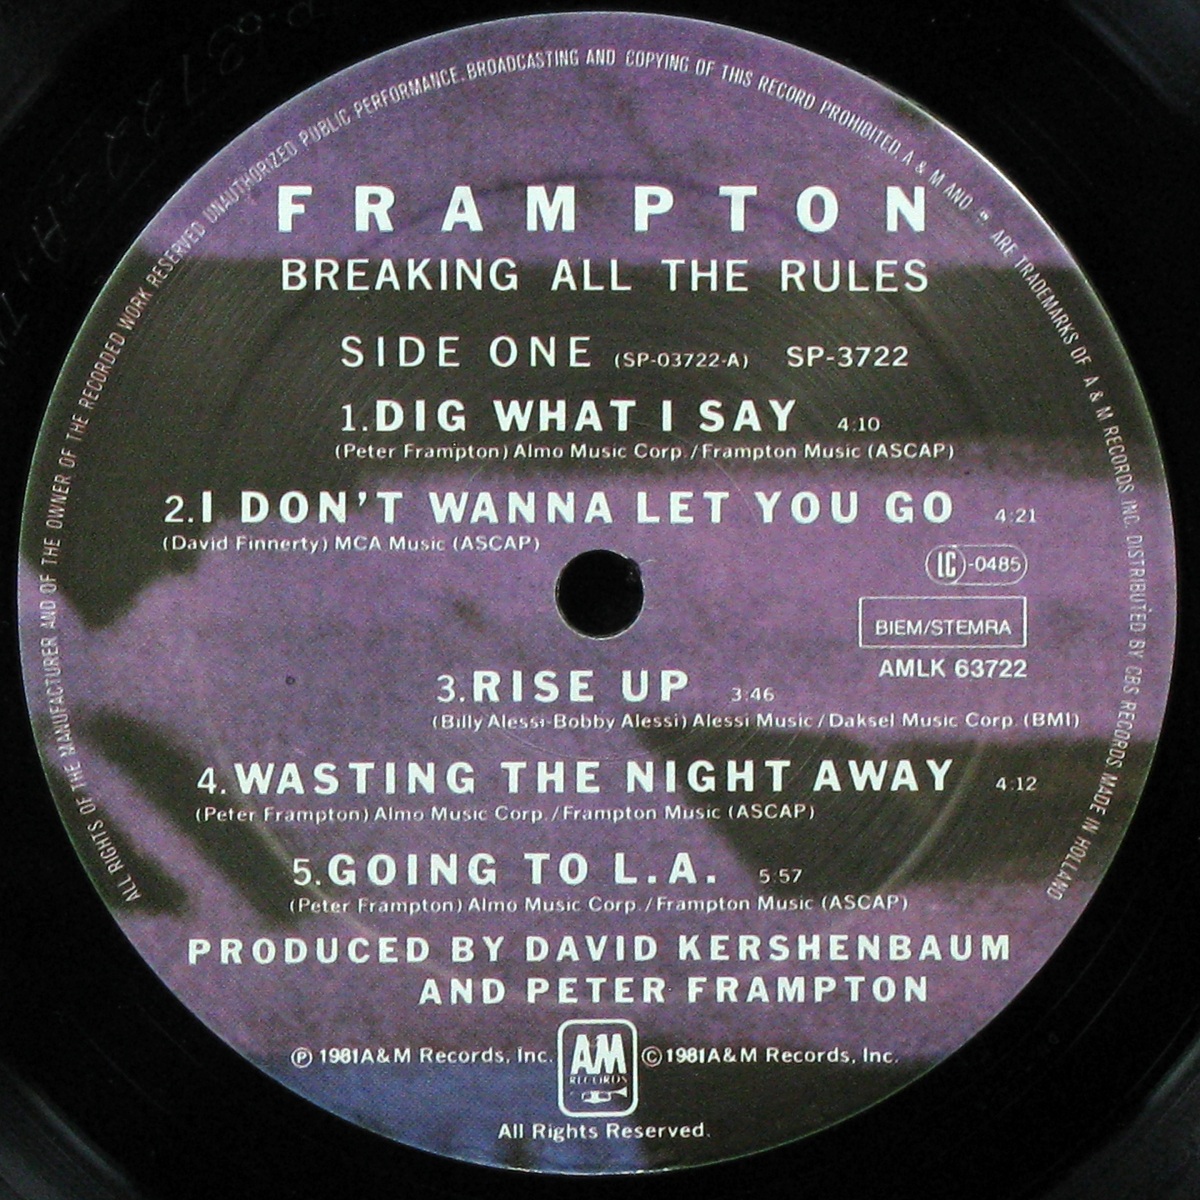 ALL RIGHTS OF THE MANUFACTURER AND OF THE OWNER OF THE RECORDED WORK RESERVED UNAUTHORIZED PUBLIC PERFORMANCE. BROADCASTING AND COPYING OF THIS RECORD PROHIBITED. A & M AND ARE TRADEMARKS OF A & M RECORDS INC. DISTRIBUTED BY CBS RECORDS MADE IN HOLLAND
FRAMPTON
BREAKING ALL THE RULES
SIDE ONE (SP-03722-A) SP-3722
1. DIG WHAT I SAY 4:10
(Peter Frampton) Almo Music Corp./Frampton Music (ASCAP)
2. I DON'T WANNA LET YOU GO 4:21
(David Finnerty) MCA Music (ASCAP)
LC-0485
BIEM/STEMRA
AMLK 63722
3. RISE UP 3:46
(Billy Alessi-Bobby Alessi) Alessi Music/Daksel Music Corp. (BMI)
4. WASTING THE NIGHT AWAY 4:12
(Peter Frampton) Almo Music Corp./Frampton Music (ASCAP)
5. GOING TO L.A. 5:57
(Peter Frampton) Almo Music Corp./Frampton Music (ASCAP)
PRODUCED BY DAVID KERSHENBAUM
AND PETER FRAMPTON
℗ 1981 A&M Records, Inc. AM RECORDS © 1981 A&M Records, Inc.
All Rights Reserved.